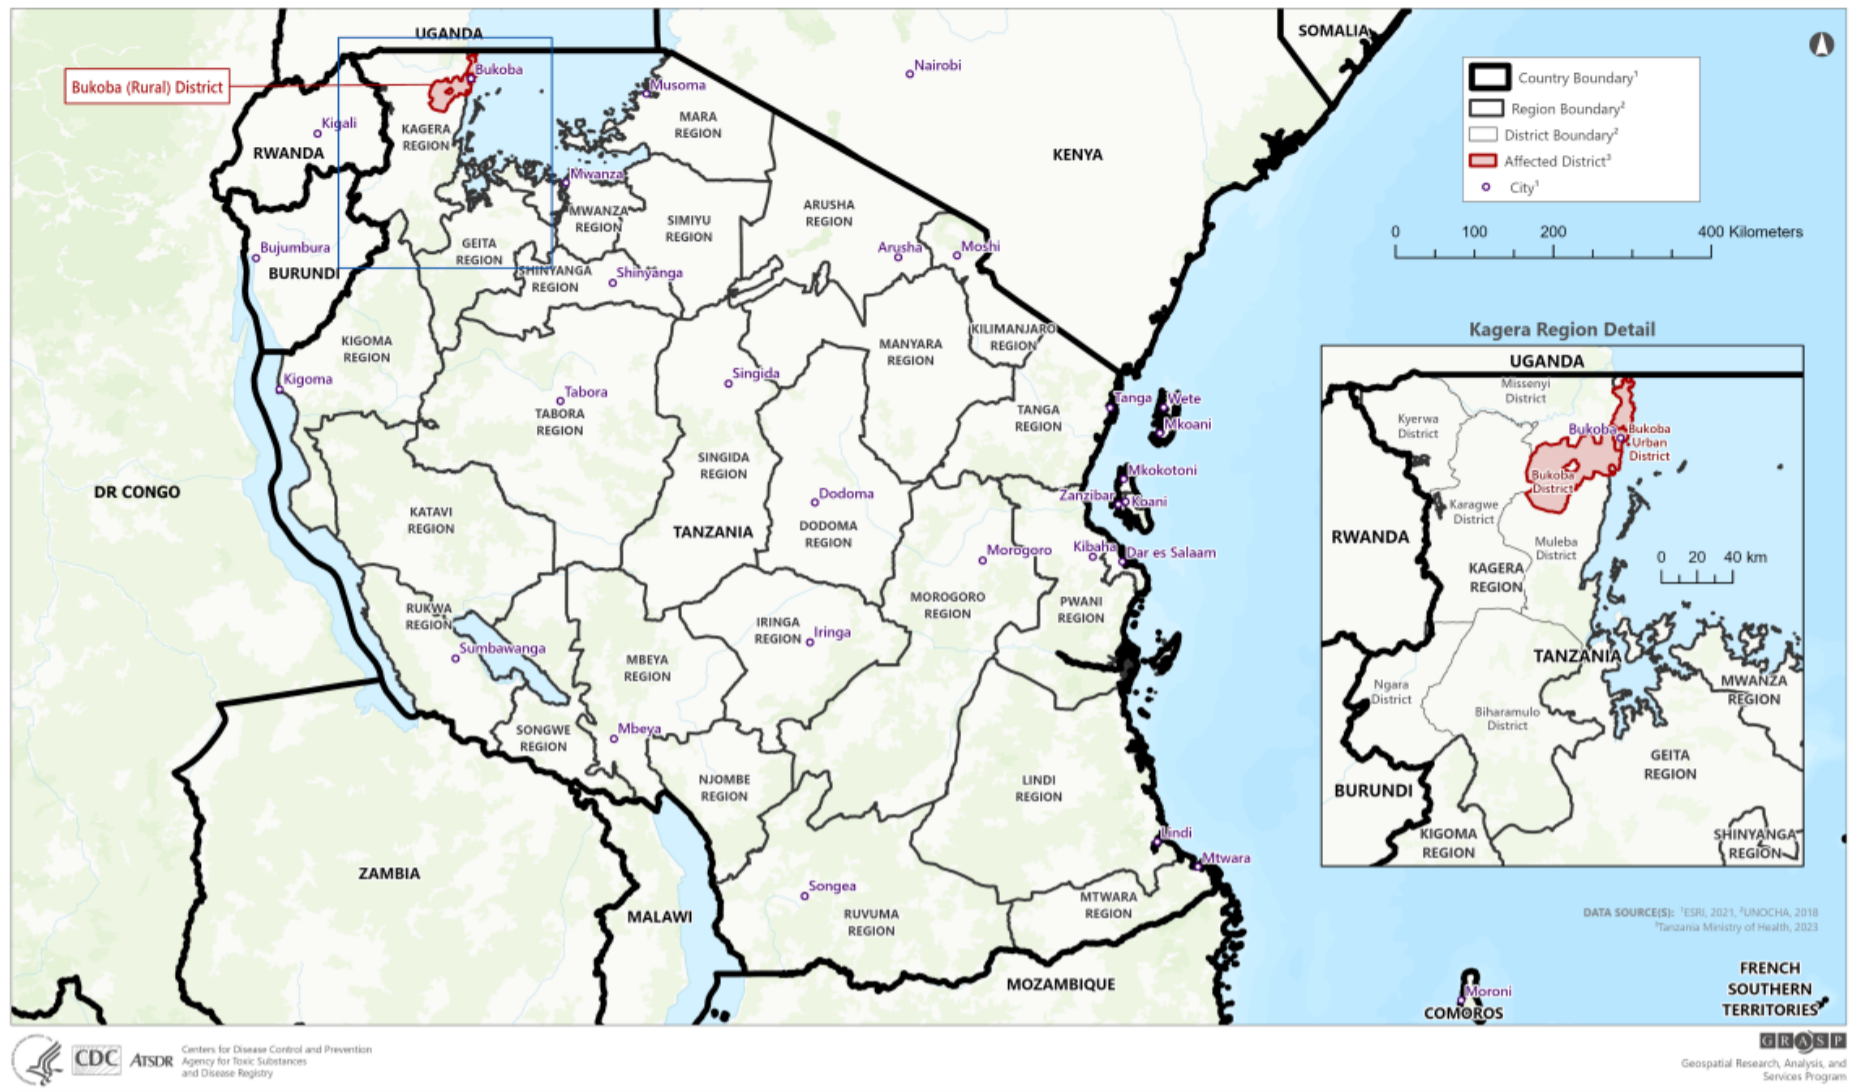 UGANDA
SOMALIA
Bukoba (Rural) District
Bukoba
Musoma
Nairobi
Kigali
RWANDA
KAGERA
REGION
MARA
REGION
KENYA
Mwanza
MWANZA
REGION
SIMIYU
REGION
ARUSHA
REGION
Arusha
Moshi
Bujumbura
BURUNDI
GEITA
REGION
SHINYANGA
REGION
Shinyanga
KIGOMA
REGION
Kigoma
Tabora
TABORA
REGION
Singida
SINGIDA
REGION
MANYARA
REGION
KILIMANJARO
REGION
TANGA
REGION
Tanga
Wete
Mkoani
Mkokotoni
Zanzibar
Koani
DR CONGO
KATAVI
REGION
TANZANIA
Dodoma
DODOMA
REGION
Morogoro
Kibaha
Dar es Salaam
MOROGORO
REGION
PWANI
REGION
RUKWA
REGION
Sumbawanga
IRINGA
REGION
Iringa
MBEYA
REGION
SONGWE
REGION
Mbeya
NJOMBE
REGION
LINDI
REGION
Lindi
Mtwara
MTWARA
REGION
ZAMBIA
MALAWI
Songea
RUVUMA
REGION
MOZAMBIQUE
Moroni
COMOROS
FRENCH
SOUTHERN
TERRITORIES
Country Boundary¹
Region Boundary²
District Boundary²
Affected District³
City¹
0 100 200 400 Kilometers
Kagera Region Detail
UGANDA
Missenyi
District
Kyerwa
District
Bukoba
Bukoba
Urban
District
Bukoba
District
Karagwe
District
RWANDA
Muleba
District
0 20 40 km
KAGERA
REGION
TANZANIA
MWANZA
REGION
Ngara
District
Biharamulo
District
GEITA
REGION
BURUNDI
KIGOMA
REGION
SHINYANGA
REGION
DATA SOURCE(S): ¹ESRI, 2021, ²UNOCHA, 2018
³Tanzania Ministry of Health, 2023
CDC
ATSDR
Centers for Disease Control and Prevention
Agency for Toxic Substances
and Disease Registry
GRASP
Geospatial Research, Analysis, and
Services Program